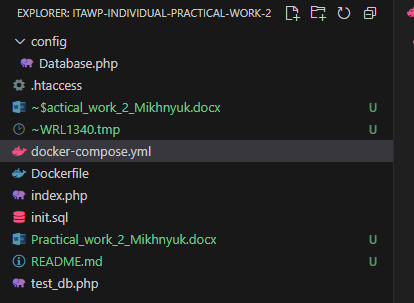 EXPLORER: ITAWP-INDIVIDUAL-PRACTICAL-WORK-2
config
Database.php
.htaccess
~$actical_work_2_Mikhnyuk.docx U
~WRL1340.tmp U
docker-compose.yml
Dockerfile
index.php
init.sql
Practical_work_2_Mikhnyuk.docx U
README.md U
test_db.php